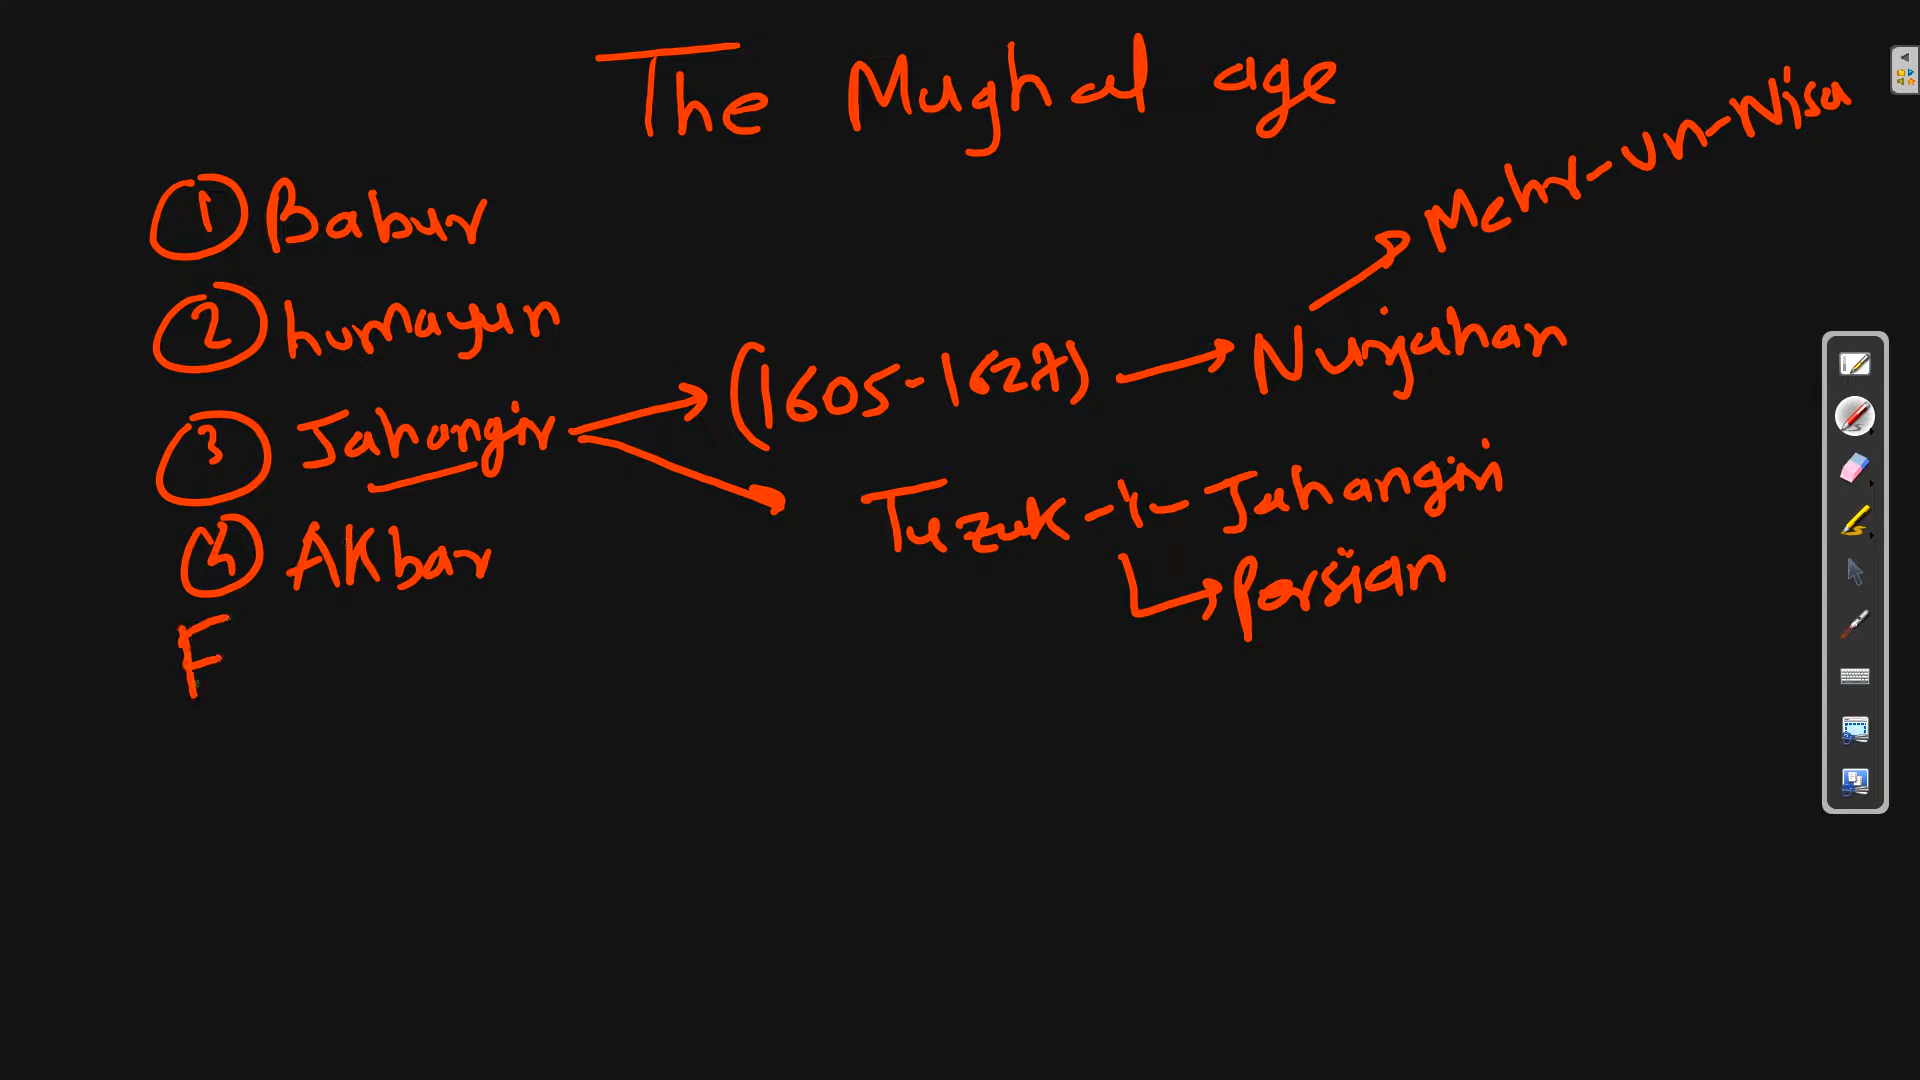 The Mughal age
① Babur
② humayun
③ Jahangir → (1605-1627) → Nurjahan → Mehr-un-Nisa
Tuzuk-i-Jahangiri
↳ Persian
④ Akbar
F